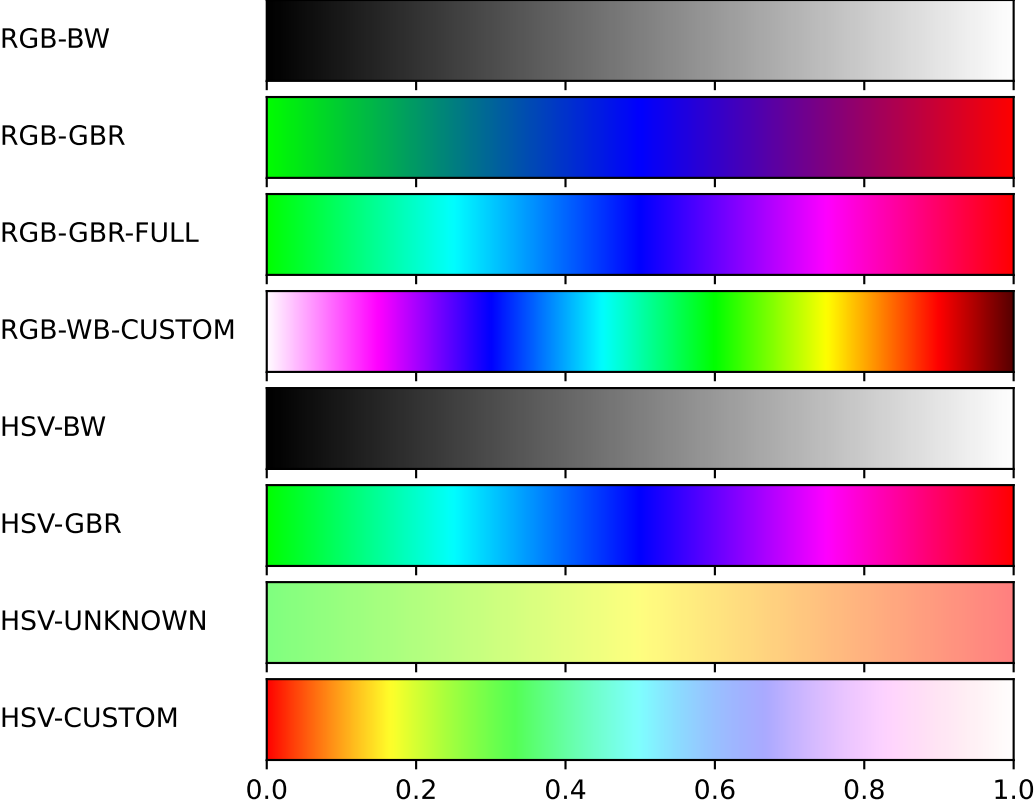 RGB-BW
RGB-GBR
RGB-GBR-FULL
RGB-WB-CUSTOM
HSV-BW
HSV-GBR
HSV-UNKNOWN
HSV-CUSTOM
0.0 0.2 0.4 0.6 0.8 1.0